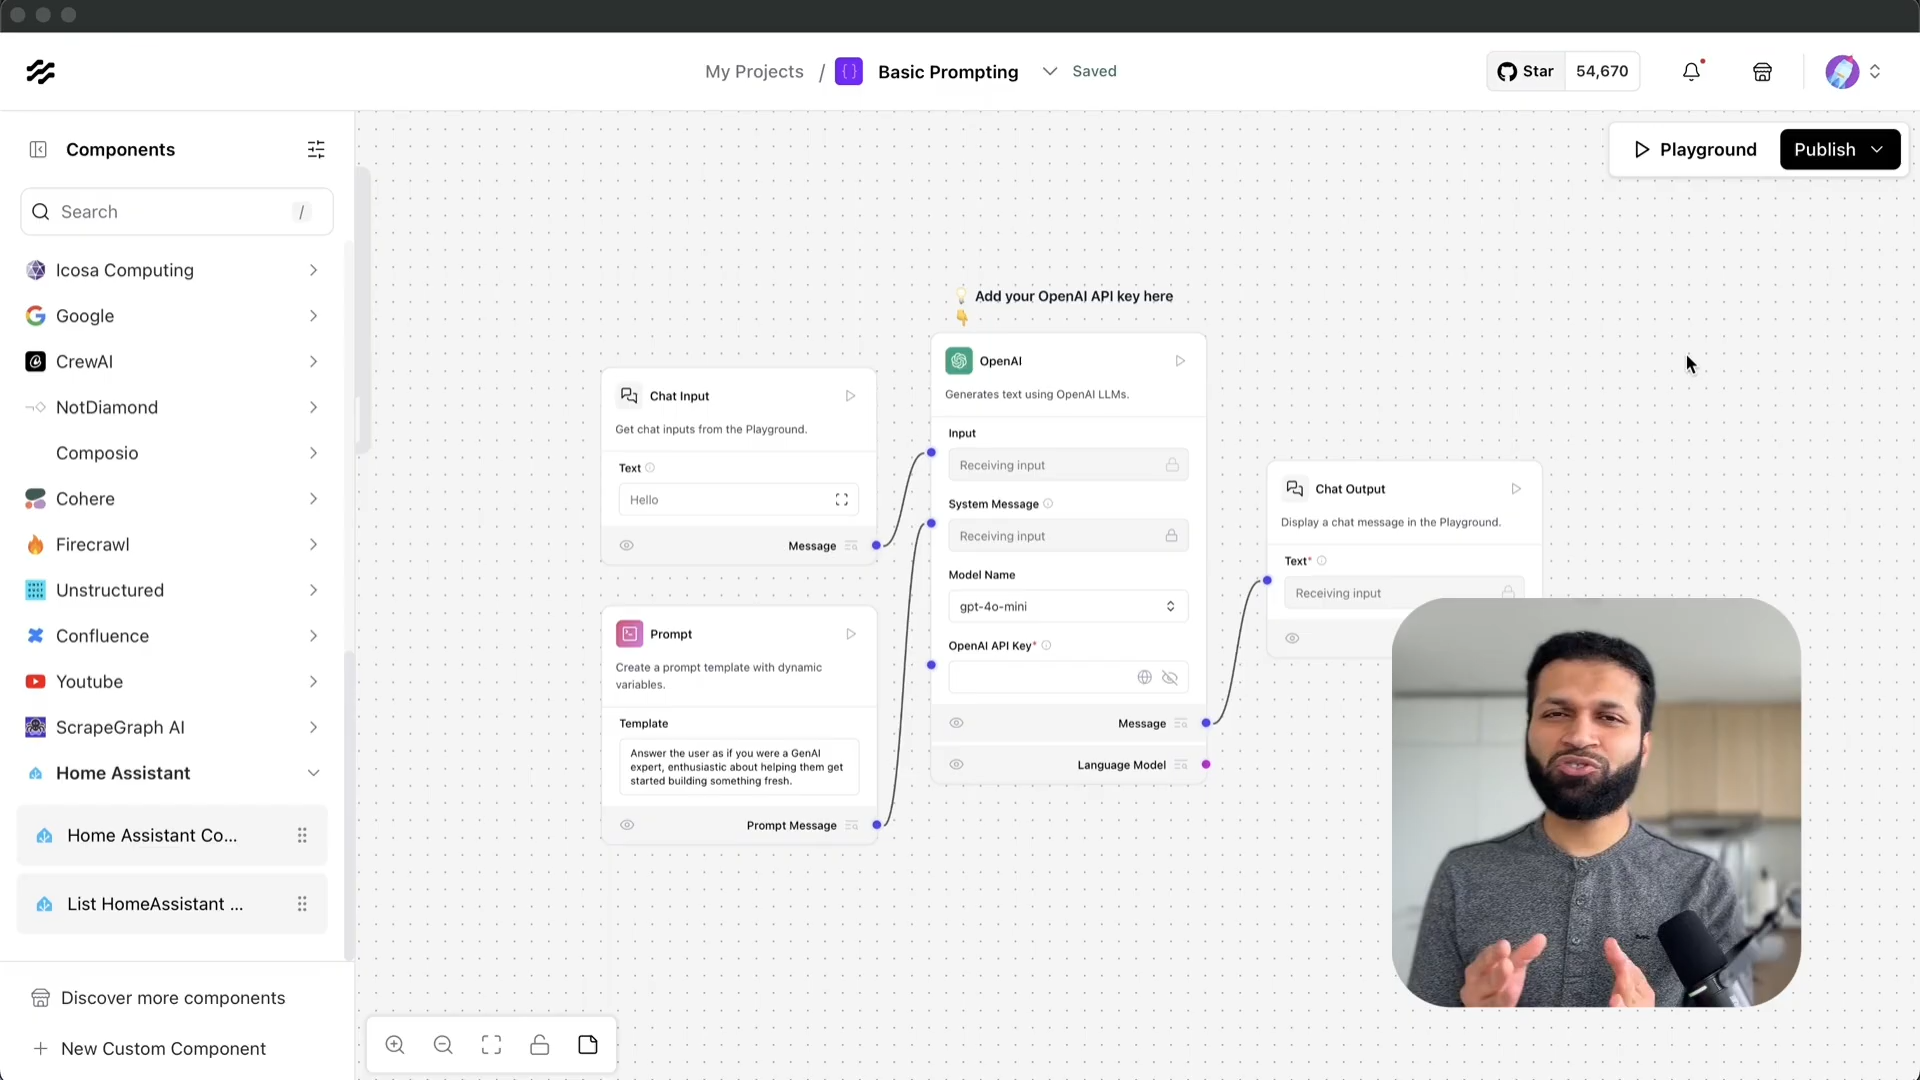 My Projects / Basic Prompting Saved
Star 54,670
Components
Playground
Publish
Search /
Icosa Computing
Google
CrewAI
NotDiamond
Composio
Cohere
Firecrawl
Unstructured
Confluence
Youtube
ScrapeGraph AI
Home Assistant
Home Assistant Co...
List HomeAssistant ...
Discover more components
New Custom Component
Chat Input
Get chat inputs from the Playground.
Text
Hello
Message
Prompt
Create a prompt template with dynamic
variables.
Template
Answer the user as if you were a GenAI
expert, enthusiastic about helping them get
started building something fresh.
Prompt Message
Add your OpenAI API key here
OpenAI
Generates text using OpenAI LLMs.
Input
Receiving input
System Message
Receiving input
Model Name
gpt-4o-mini
OpenAI API Key*
Message
Language Model
Chat Output
Display a chat message in the Playground.
Text*
Receiving input